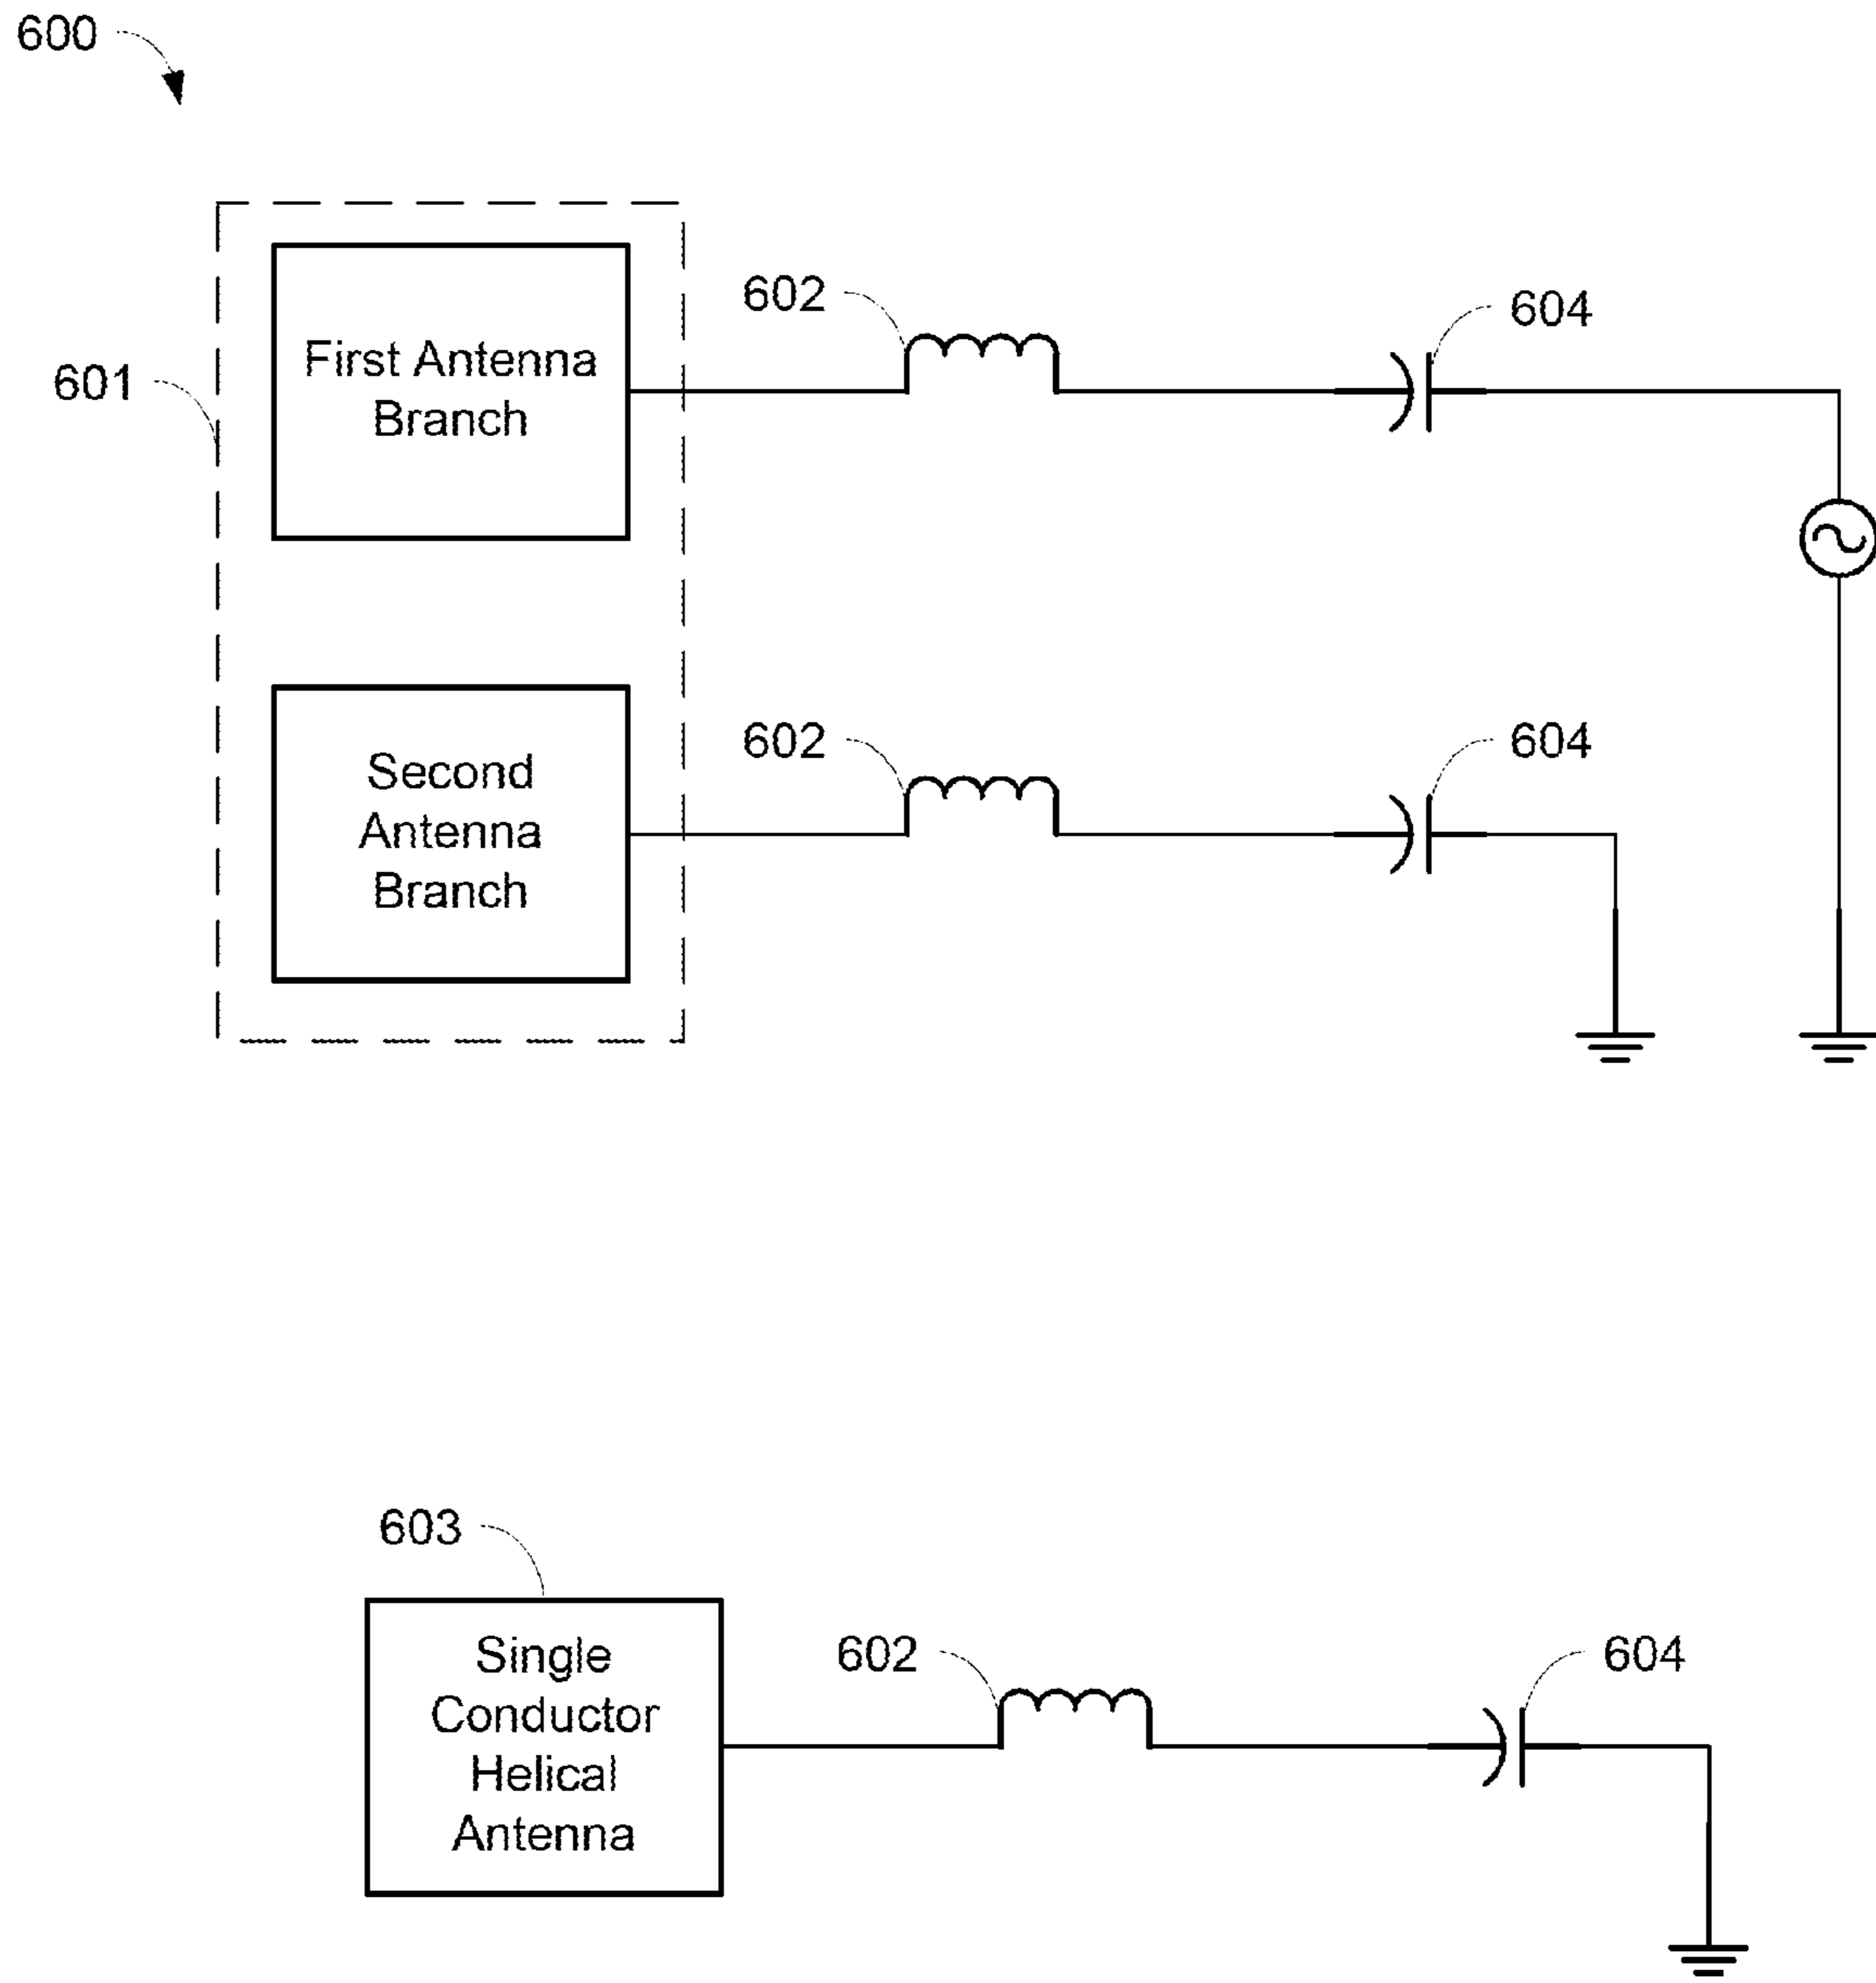 600
602
604
First Antenna
Branch
601
602
604
Second
Antenna
Branch
603
Single
Conductor
Helical
Antenna
602
604